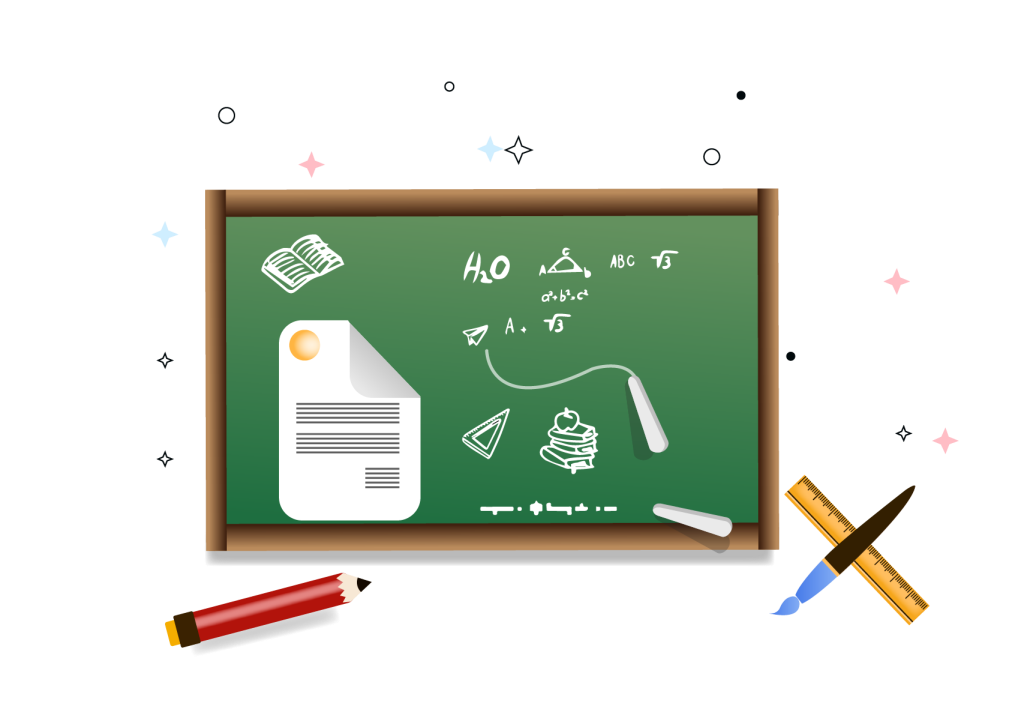 H₂O
C
A b
ABC √3
a²+b²=c²
A+ √3